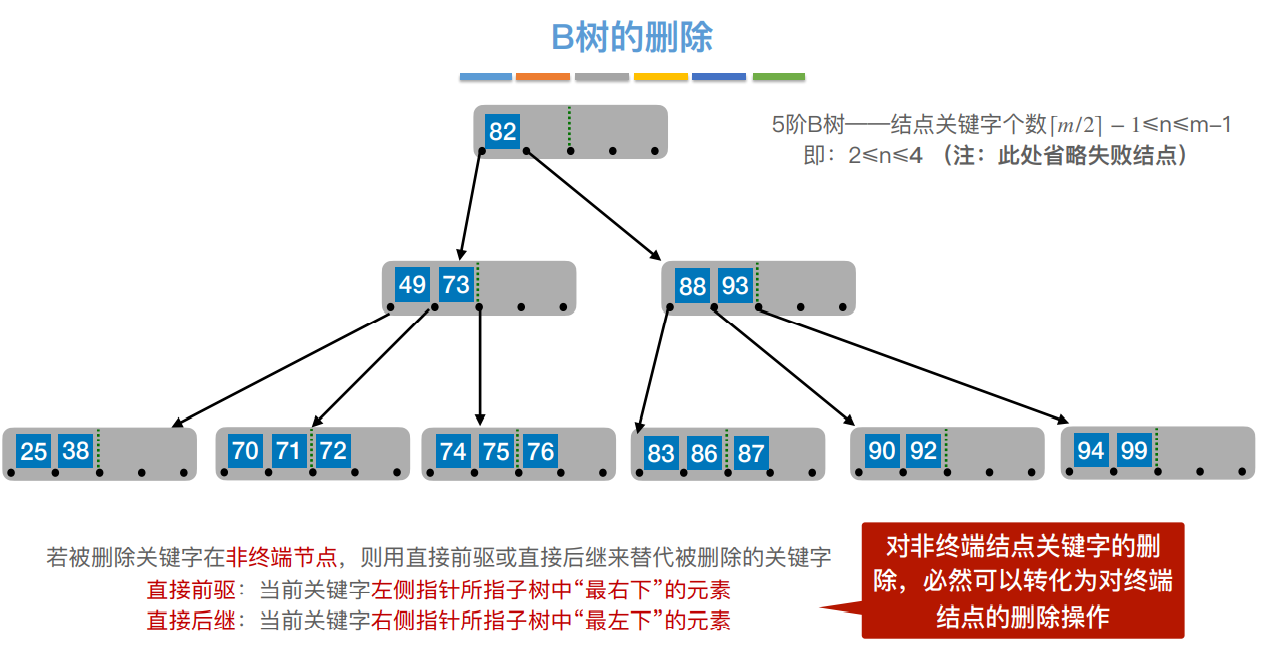 B树的删除
82
5阶B树——结点关键字个数⌈m/2⌉ − 1≤n≤m−1
即：2≤n≤4 （注：此处省略失败结点）
49 73
88 93
25 38
70 71 72
74 75 76
83 86 87
90 92
94 99
若被删除关键字在非终端节点，则用直接前驱或直接后继来替代被删除的关键字
直接前驱：当前关键字左侧指针所指子树中“最右下”的元素
直接后继：当前关键字右侧指针所指子树中“最左下”的元素
对非终端结点关键字的删
除，必然可以转化为对终端
结点的删除操作